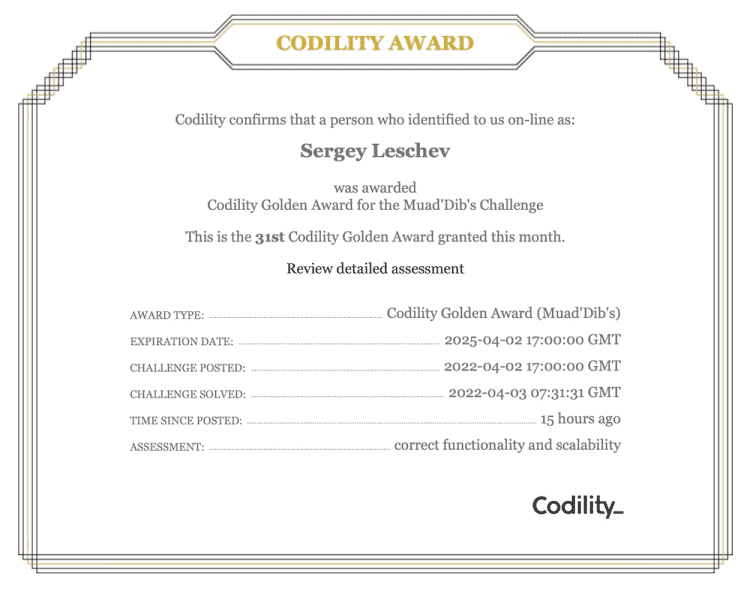 CODILITY AWARD
Codility confirms that a person who identified to us on-line as:
Sergey Leschev
was awarded
Codility Golden Award for the Muad'Dib's Challenge
This is the 31st Codility Golden Award granted this month.
Review detailed assessment
AWARD TYPE: Codility Golden Award (Muad'Dib's)
EXPIRATION DATE: 2025-04-02 17:00:00 GMT
CHALLENGE POSTED: 2022-04-02 17:00:00 GMT
CHALLENGE SOLVED: 2022-04-03 07:31:31 GMT
TIME SINCE POSTED: 15 hours ago
ASSESSMENT: correct functionality and scalability
Codility_